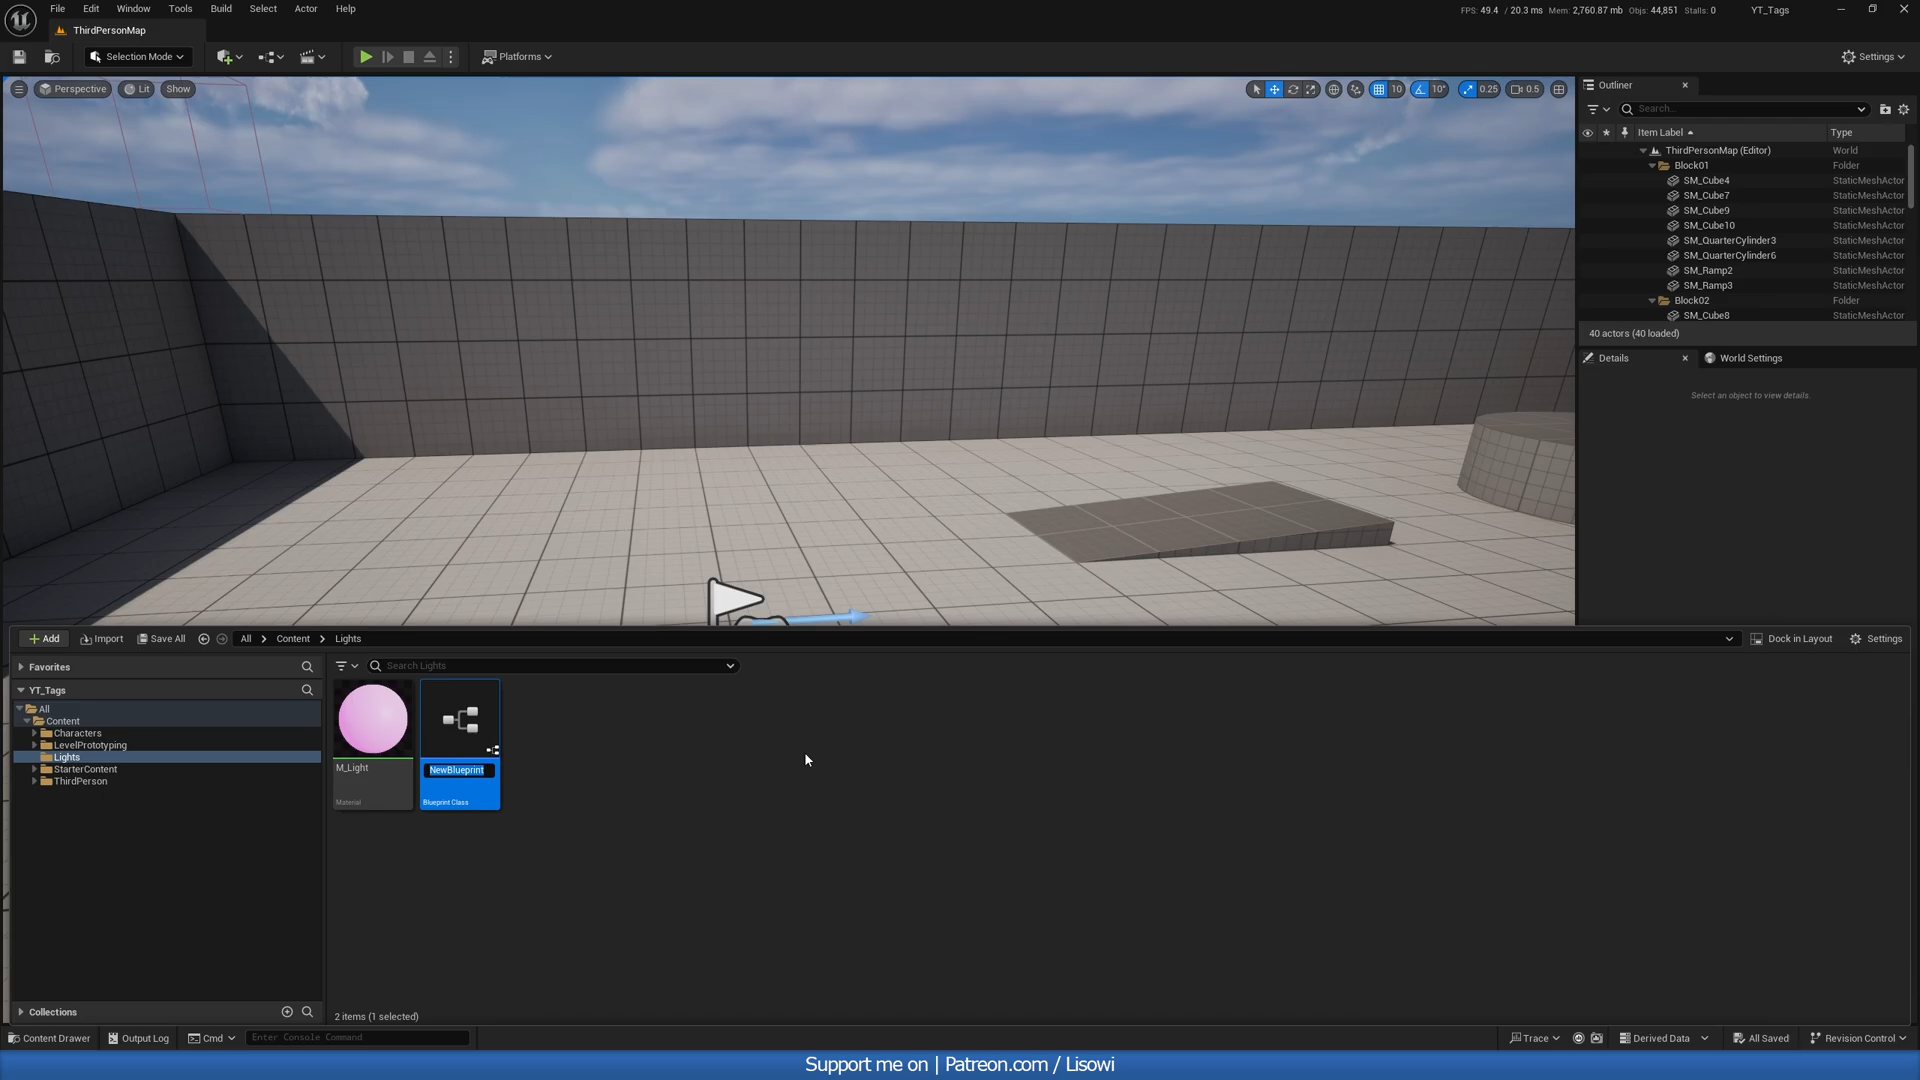 File Edit Window Tools Build Select Actor Help
FPS: 49.4 / 20.3 ms Mem: 2,760.87 mb Objs: 44,851 Stalls: 0 YT_Tags
ThirdPersonMap
Selection Mode Platforms Settings
Perspective Lit Show 10 10° 0.25 0.5
Outliner
Search...
Item Label Type
ThirdPersonMap (Editor) World
Block01 Folder
SM_Cube4 StaticMeshActor
SM_Cube7 StaticMeshActor
SM_Cube9 StaticMeshActor
SM_Cube10 StaticMeshActor
SM_QuarterCylinder3 StaticMeshActor
SM_QuarterCylinder6 StaticMeshActor
SM_Ramp2 StaticMeshActor
SM_Ramp3 StaticMeshActor
Block02 Folder
SM_Cube8 StaticMeshActor
40 actors (40 loaded)
Details World Settings
Select an object to view details.
Add Import Save All All Content Lights Dock in Layout Settings
Favorites
YT_Tags
All
Content
Characters
LevelPrototyping
Lights
StarterContent
ThirdPerson
Collections
Search Lights
M_Light
Material
NewBlueprint
Blueprint Class
2 items (1 selected)
Content Drawer Output Log Cmd Enter Console Command Trace Derived Data All Saved Revision Control
Support me on | Patreon.com / Lisowi